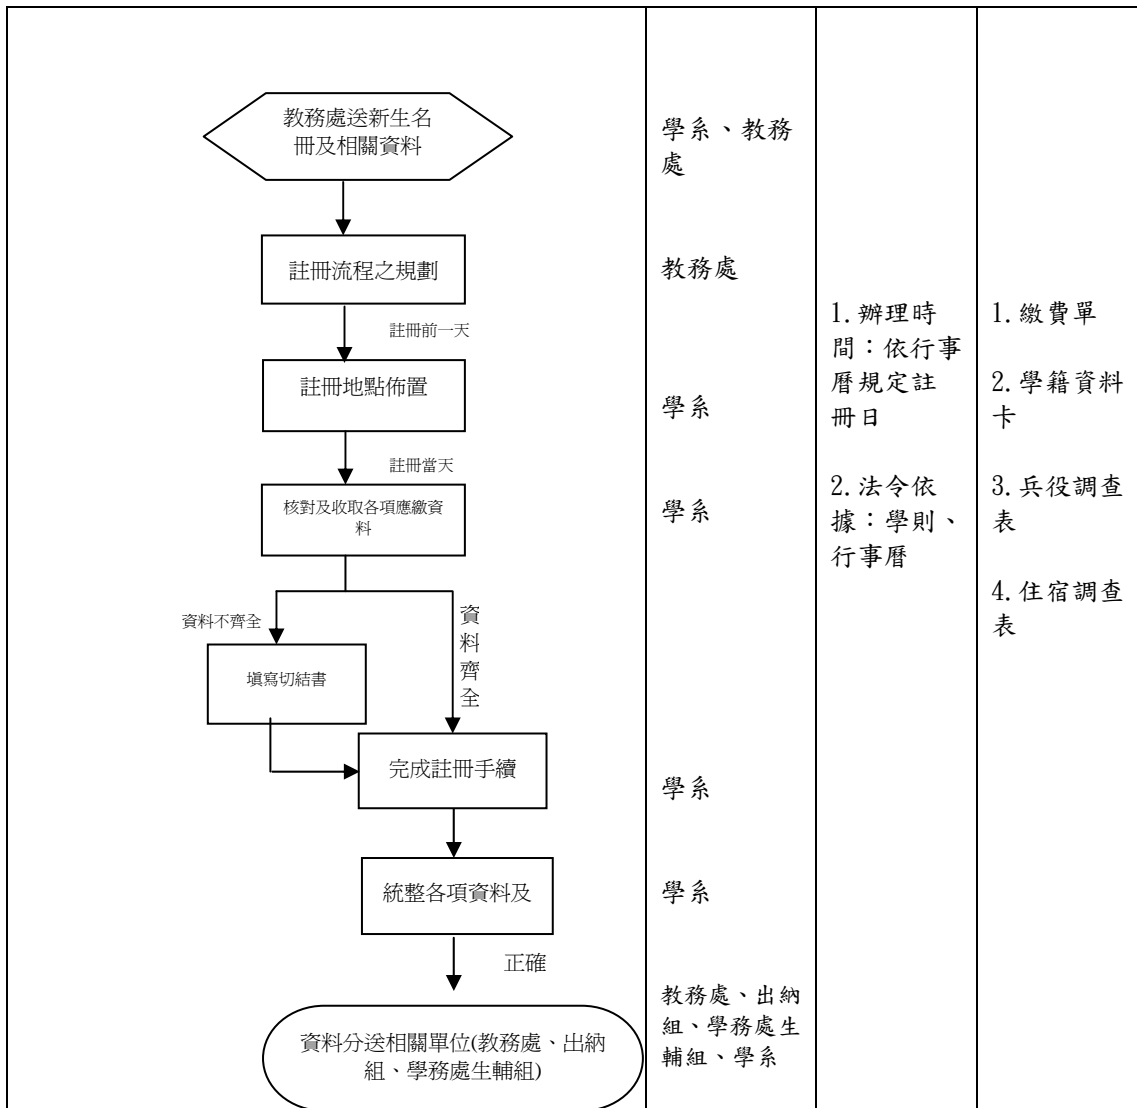 教務處送新生名
冊及相關資料
註冊流程之規劃
註冊前一天
註冊地點佈置
註冊當天
核對及收取各項應繳資
料
資料不齊全
資
料
齊
全
填寫切結書
完成註冊手續
統整各項資料及
正確
資料分送相關單位(教務處、出納
組、學務處生輔組)
學系、教務
處
教務處
學系
學系
學系
學系
教務處、出納
組、學務處生
輔組、學系
1.辦理時
間：依行事
曆規定註
冊日
2.法令依
據：學則、
行事曆
1.繳費單
2.學籍資料
卡
3.兵役調查
表
4.住宿調查
表